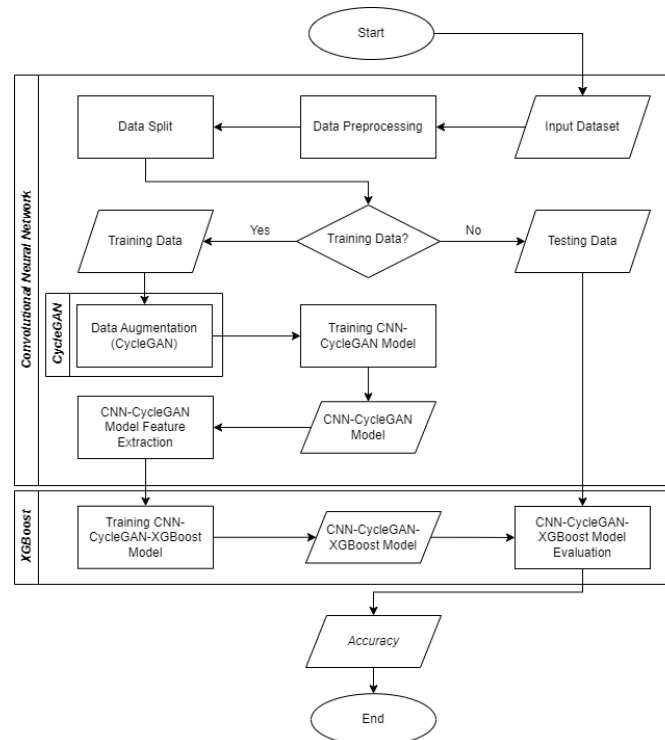 Start
Convolutional Neural Network
Data Split
Data Preprocessing
Input Dataset
Training Data
Yes
Training Data?
No
Testing Data
CycleGAN
Data Augmentation
(CycleGAN)
Training CNN-
CycleGAN Model
CNN-CycleGAN
Model Feature
Extraction
CNN-CycleGAN
Model
XGBoost
Training CNN-
CycleGAN-XGBoost
Model
CNN-CycleGAN-
XGBoost Model
CNN-CycleGAN-
XGBoost Model
Evaluation
Accuracy
End